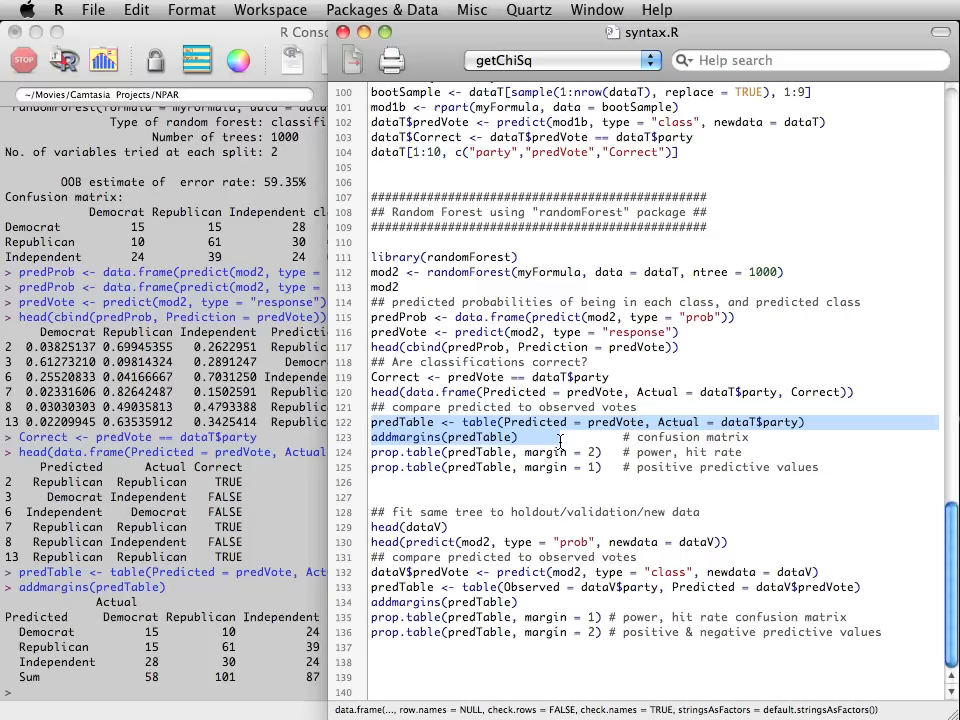 R File Edit Format Workspace Packages & Data Misc Quartz Window Help
R Conso
syntax.R
STOP
getChiSq
Help search
~/Movies/Camtasia Projects/NPAR
randomForest(formula = myFormula, data = data
Type of random forest: classifi
Number of trees: 1000
No. of variables tried at each split: 2
OOB estimate of error rate: 59.35%
Confusion matrix:
Democrat Republican Independent cl
Democrat 15 15 28
Republican 10 61 30
Independent 24 39 24
> predProb <- data.frame(predict(mod2, type =
> predProb <- data.frame(predict(mod2, type =
> predVote <- predict(mod2, type = "response")
> head(cbind(predProb, Prediction = predVote))
Democrat Republican Independent Predicti
2 0.03825137 0.69945355 0.2622951 Republic
3 0.61273210 0.09814324 0.2891247 Democ
6 0.25520833 0.04166667 0.7031250 Independe
7 0.02331606 0.82642487 0.1502591 Republic
8 0.03030303 0.49035813 0.4793388 Republic
13 0.02209945 0.63535912 0.3425414 Republic
> Correct <- predVote == dataT$party
> head(data.frame(Predicted = predVote, Actual
Predicted Actual Correct
2 Republican Republican TRUE
3 Democrat Independent FALSE
6 Independent Democrat FALSE
7 Republican Republican TRUE
8 Republican Independent FALSE
13 Republican Republican TRUE
> predTable <- table(Predicted = predVote, Act
> addmargins(predTable)
Actual
Predicted Democrat Republican Independent
Democrat 15 10 24
Republican 15 61 39
Independent 28 30 24
Sum 58 101 87
>
100 bootSample <- dataT[sample(1:nrow(dataT), replace = TRUE), 1:9]
101 mod1b <- rpart(myFormula, data = bootSample)
102 dataT$predVote <- predict(mod1b, type = "class", newdata = dataT)
103 dataT$Correct <- dataT$predVote == dataT$party
104 dataT[1:10, c("party","predVote","Correct")]
105
106
107 ################################################
108 ## Random Forest using "randomForest" package ##
109 ################################################
110
111 library(randomForest)
112 mod2 <- randomForest(myFormula, data = dataT, ntree = 1000)
113 mod2
114 ## predicted probabilities of being in each class, and predicted class
115 predProb <- data.frame(predict(mod2, type = "prob"))
116 predVote <- predict(mod2, type = "response")
117 head(cbind(predProb, Prediction = predVote))
118 ## Are classifications correct?
119 Correct <- predVote == dataT$party
120 head(data.frame(Predicted = predVote, Actual = dataT$party, Correct))
121 ## compare predicted to observed votes
122 predTable <- table(Predicted = predVote, Actual = dataT$party)
123 addmargins(predTable) # confusion matrix
124 prop.table(predTable, margin = 2) # power, hit rate
125 prop.table(predTable, margin = 1) # positive predictive values
126
127
128 ## fit same tree to holdout/validation/new data
129 head(dataV)
130 head(predict(mod2, type = "prob", newdata = dataV))
131 ## compare predicted to observed votes
132 dataV$predVote <- predict(mod2, type = "class", newdata = dataV)
133 predTable <- table(Observed = dataV$party, Predicted = dataV$predVote)
134 addmargins(predTable)
135 prop.table(predTable, margin = 1) # power, hit rate confusion matrix
136 prop.table(predTable, margin = 2) # positive & negative predictive values
137
138
139
140
data.frame(..., row.names = NULL, check.rows = FALSE, check.names = TRUE, stringsAsFactors = default.stringsAsFactors())